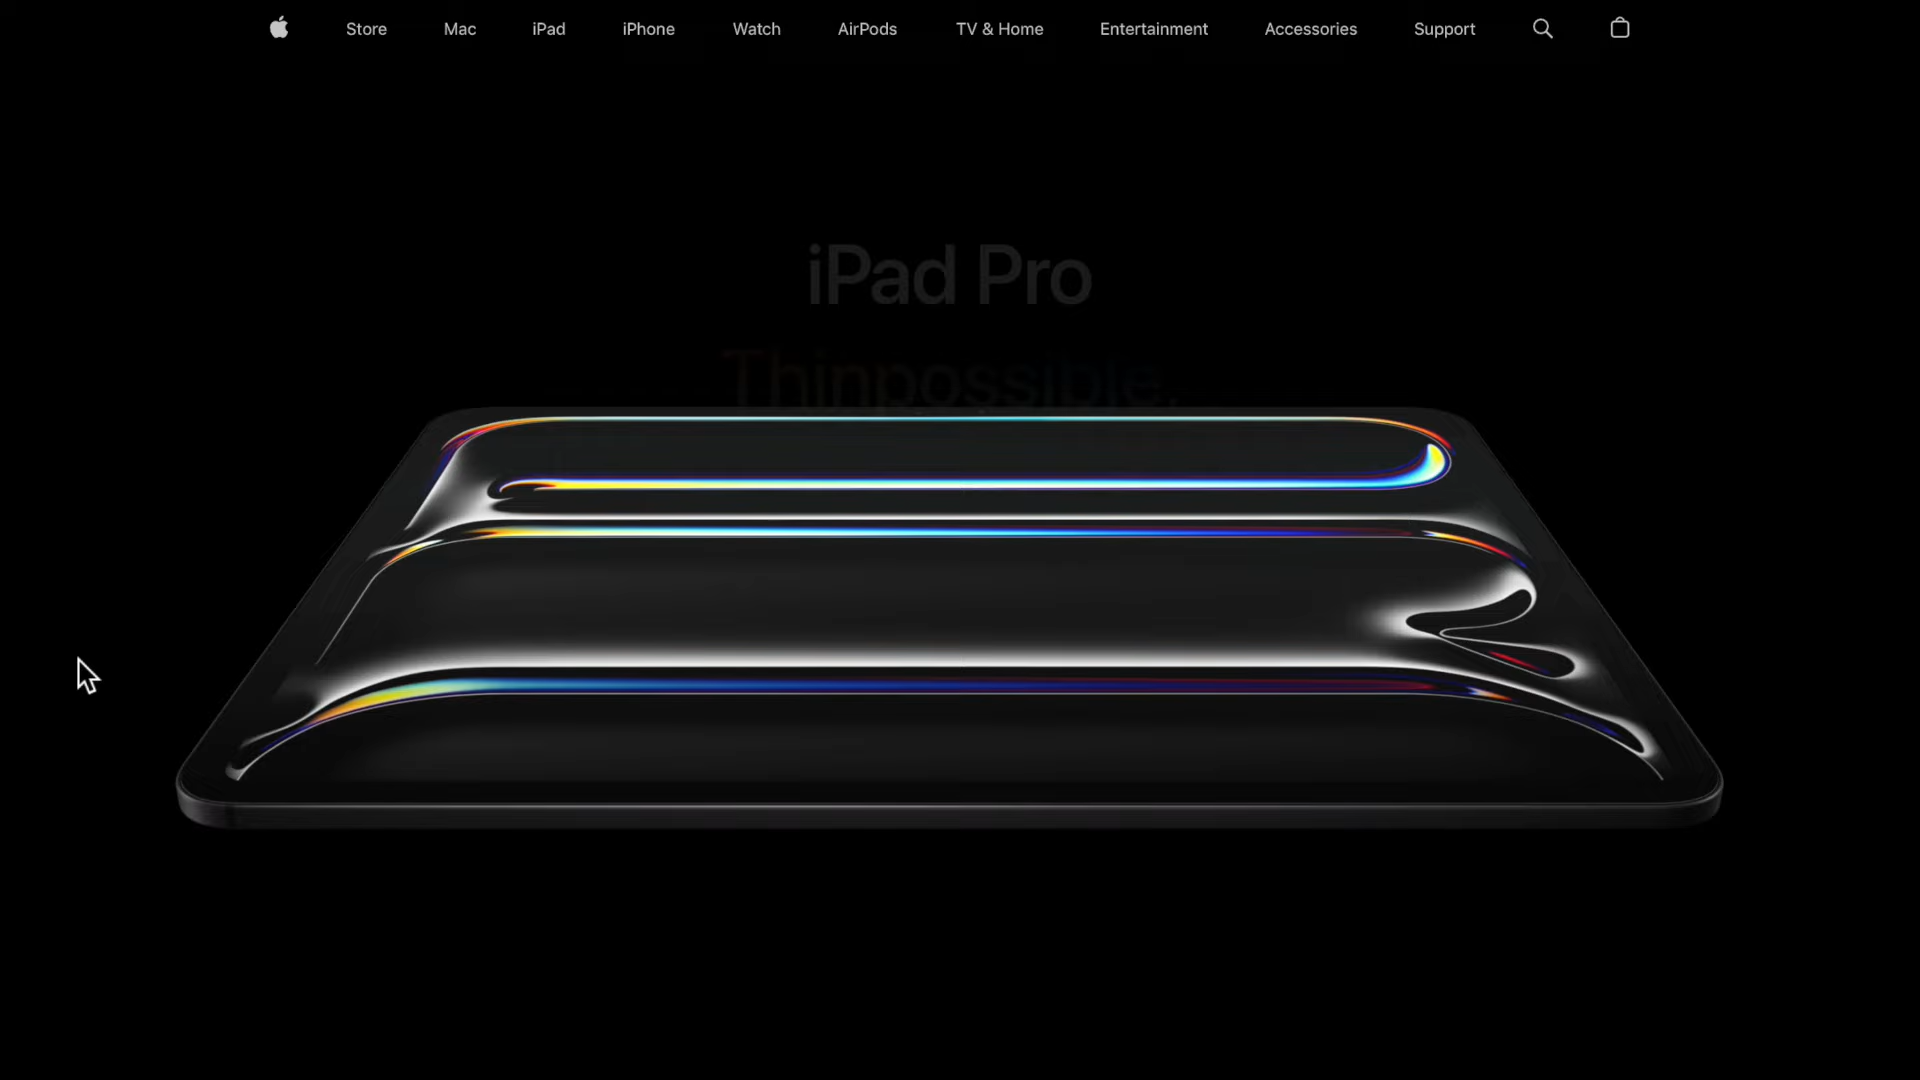 Store Mac iPad iPhone Watch AirPods TV & Home Entertainment Accessories Support
iPad Pro
Thinpossible.